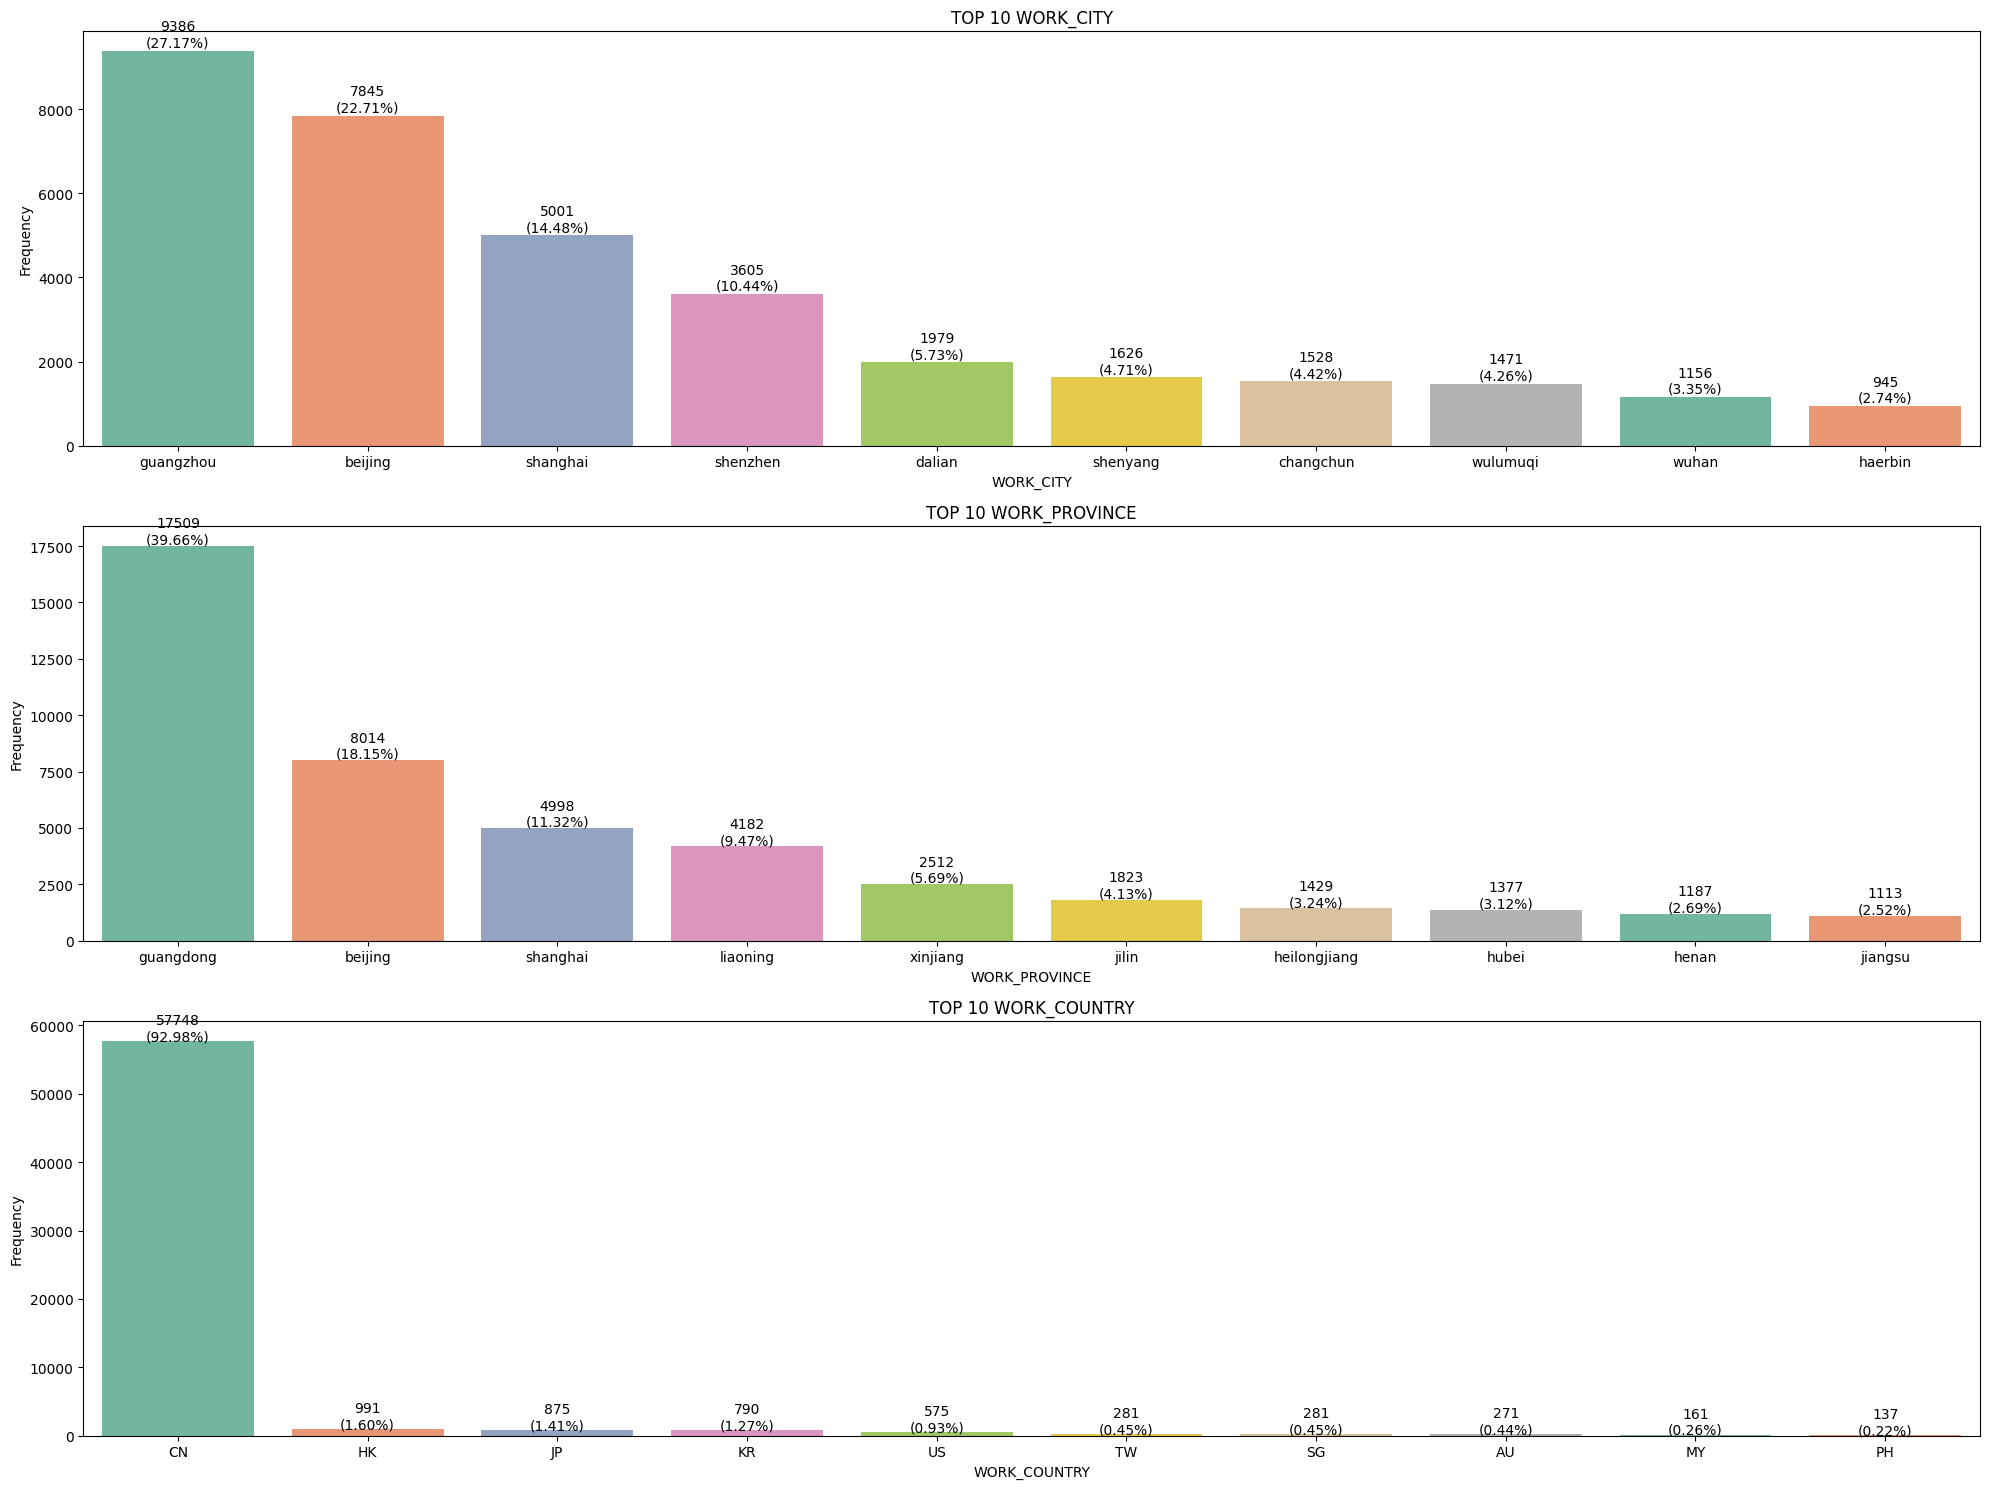 TOP 10 WORK_CITY
9386
(27.17%)
7845
(22.71%)
5001
(14.48%)
3605
(10.44%)
1979
(5.73%)
1626
(4.71%)
1528
(4.42%)
1471
(4.26%)
1156
(3.35%)
945
(2.74%)
8000
6000
4000
2000
0
Frequency
guangzhou
beijing
shanghai
shenzhen
dalian
shenyang
changchun
wulumuqi
wuhan
haerbin
WORK_CITY
TOP 10 WORK_PROVINCE
17509
(39.66%)
8014
(18.15%)
4998
(11.32%)
4182
(9.47%)
2512
(5.69%)
1823
(4.13%)
1429
(3.24%)
1377
(3.12%)
1187
(2.69%)
1113
(2.52%)
17500
15000
12500
10000
7500
5000
2500
0
Frequency
guangdong
beijing
shanghai
liaoning
xinjiang
jilin
heilongjiang
hubei
henan
jiangsu
WORK_PROVINCE
TOP 10 WORK_COUNTRY
57748
(92.98%)
991
(1.60%)
875
(1.41%)
790
(1.27%)
575
(0.93%)
281
(0.45%)
281
(0.45%)
271
(0.44%)
161
(0.26%)
137
(0.22%)
60000
50000
40000
30000
20000
10000
0
Frequency
CN
HK
JP
KR
US
TW
SG
AU
MY
PH
WORK_COUNTRY